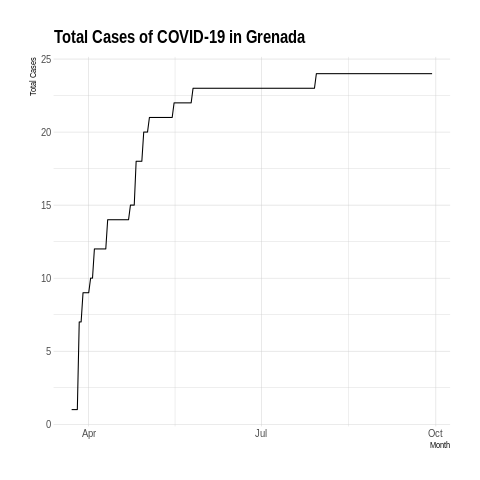 Total Cases of COVID-19 in Grenada
Total Cases
25
20
15
10
5
0
Apr
Jul
Oct
Month